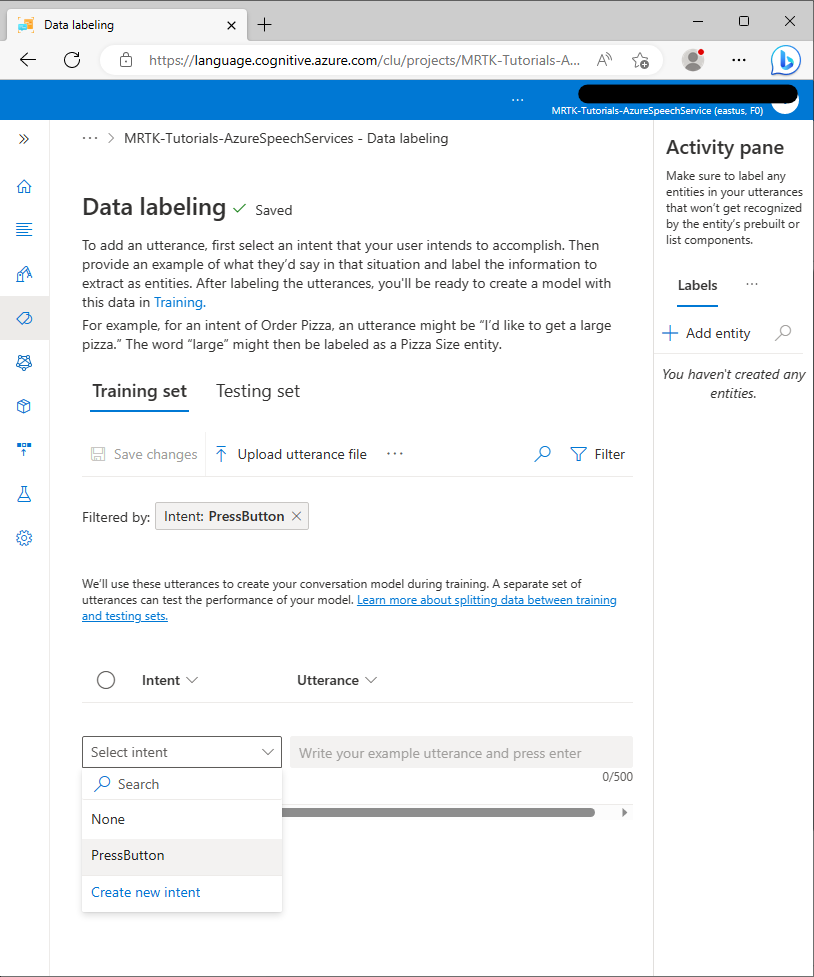 Data labeling
https://language.cognitive.azure.com/clu/projects/MRTK-Tutorials-A...
MRTK-Tutorials-AzureSpeechService (eastus, F0)
MRTK-Tutorials-AzureSpeechServices - Data labeling
Data labeling
Saved
To add an utterance, first select an intent that your user intends to accomplish. Then
provide an example of what they’d say in that situation and label the information to
extract as entities. After labeling the utterances, you'll be ready to create a model with
this data in Training.
For example, for an intent of Order Pizza, an utterance might be “I’d like to get a large
pizza.” The word “large” might then be labeled as a Pizza Size entity.
Training set
Testing set
Save changes
Upload utterance file
Filter
Filtered by:
Intent: PressButton
We’ll use these utterances to create your conversation model during training. A separate set of
utterances can test the performance of your model. Learn more about splitting data between training
and testing sets.
Intent
Utterance
Select intent
Write your example utterance and press enter
0/500
Search
None
PressButton
Create new intent
Activity pane
Make sure to label any
entities in your utterances
that won’t get recognized
by the entity’s prebuilt or
list components.
Labels
Add entity
You haven't created any
entities.